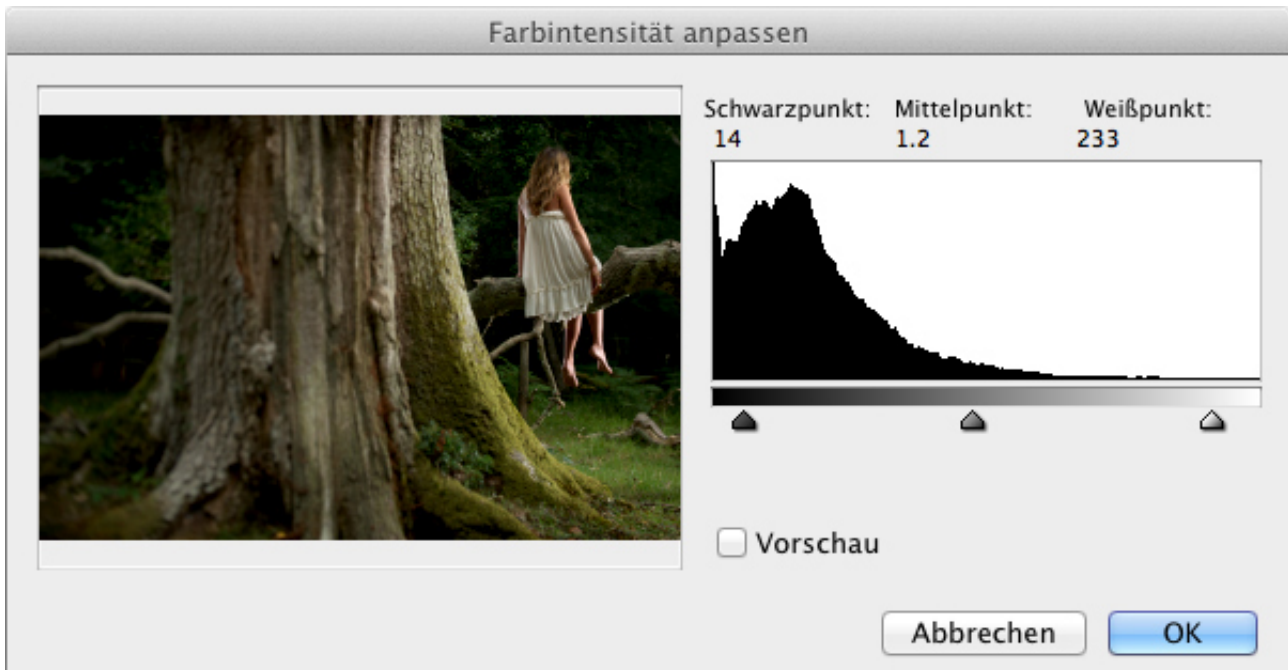 Farbintensität anpassen
Schwarzpunkt: Mittelpunkt: Weißpunkt:
14 1.2 233
Vorschau
Abbrechen OK